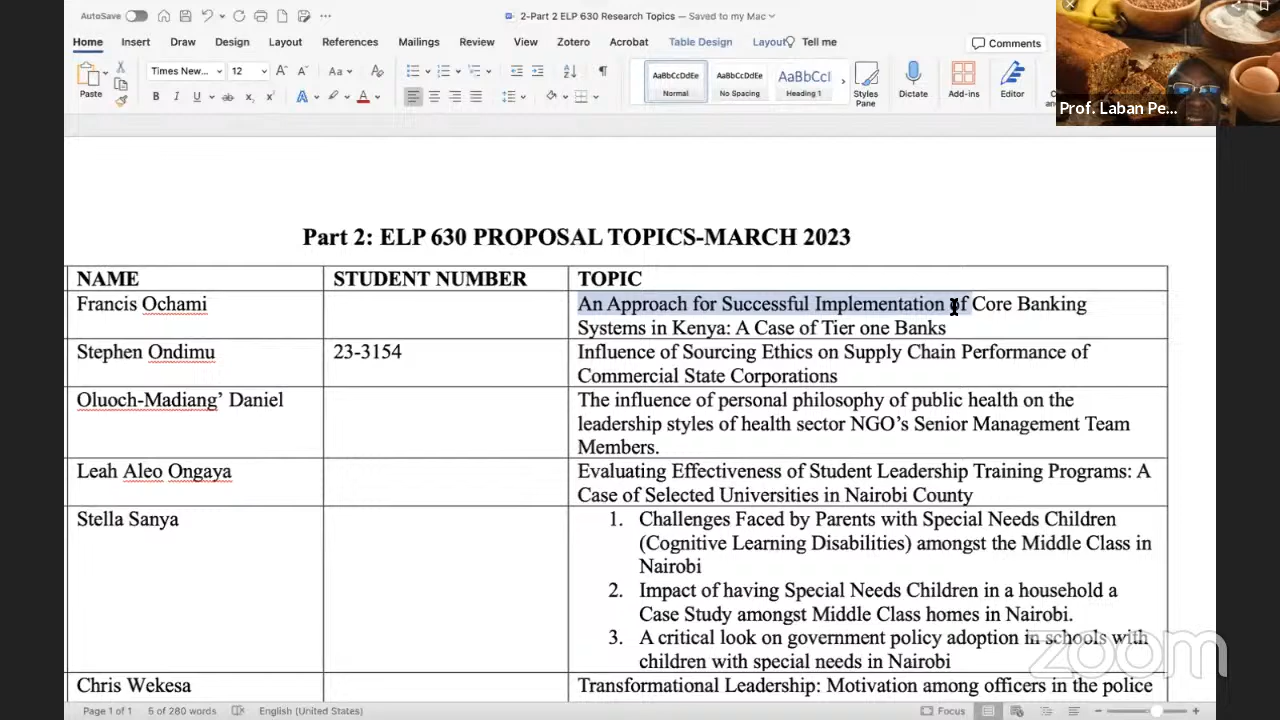 AutoSave
2-Part 2 ELP 630 Research Topics — Saved to my Mac
Home Insert Draw Design Layout References Mailings Review View Zotero Acrobat Table Design Layout Tell me
Comments
Paste
Times New... 12
AaBbCcDdEe
Normal
AaBbCcDdEe
No Spacing
AaBbCcI
Heading 1
Styles
Pane
Dictate
Add-ins
Editor
Prof. Laban Pe...
Part 2: ELP 630 PROPOSAL TOPICS-MARCH 2023
NAME STUDENT NUMBER TOPIC
Francis Ochami An Approach for Successful Implementation of Core Banking
Systems in Kenya: A Case of Tier one Banks
Stephen Ondimu 23-3154 Influence of Sourcing Ethics on Supply Chain Performance of
Commercial State Corporations
Oluoch-Madiang’ Daniel The influence of personal philosophy of public health on the
leadership styles of health sector NGO’s Senior Management Team
Members.
Leah Aleo Ongaya Evaluating Effectiveness of Student Leadership Training Programs: A
Case of Selected Universities in Nairobi County
Stella Sanya 1. Challenges Faced by Parents with Special Needs Children
(Cognitive Learning Disabilities) amongst the Middle Class in
Nairobi
2. Impact of having Special Needs Children in a household a
Case Study amongst Middle Class homes in Nairobi.
3. A critical look on government policy adoption in schools with
children with special needs in Nairobi
Chris Wekesa Transformational Leadership: Motivation among officers in the police
zoom
Page 1 of 1 5 of 280 words English (United States) Focus